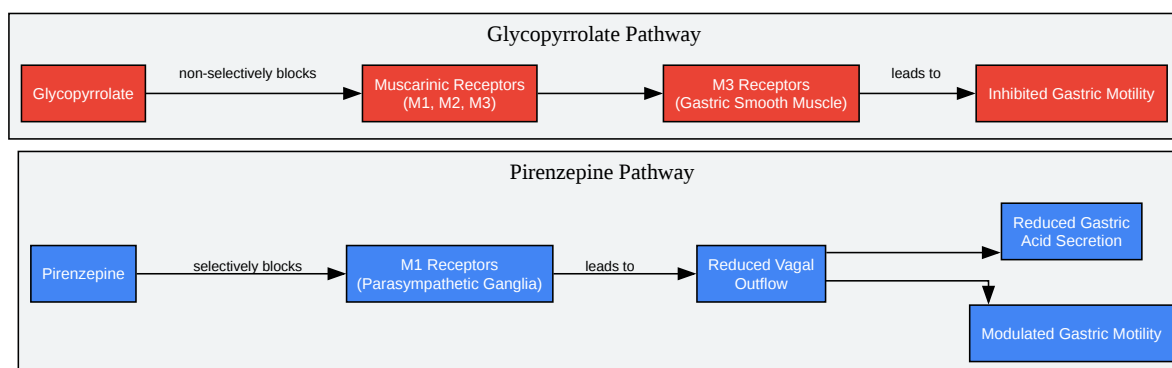 Glycopyrrolate Pathway
Glycopyrrolate
non-selectively blocks
Muscarinic Receptors
(M1, M2, M3)
M3 Receptors
(Gastric Smooth Muscle)
leads to
Inhibited Gastric Motility
Pirenzepine Pathway
Pirenzepine
selectively blocks
M1 Receptors
(Parasympathetic Ganglia)
leads to
Reduced Vagal
Outflow
Reduced Gastric
Acid Secretion
Modulated Gastric Motility